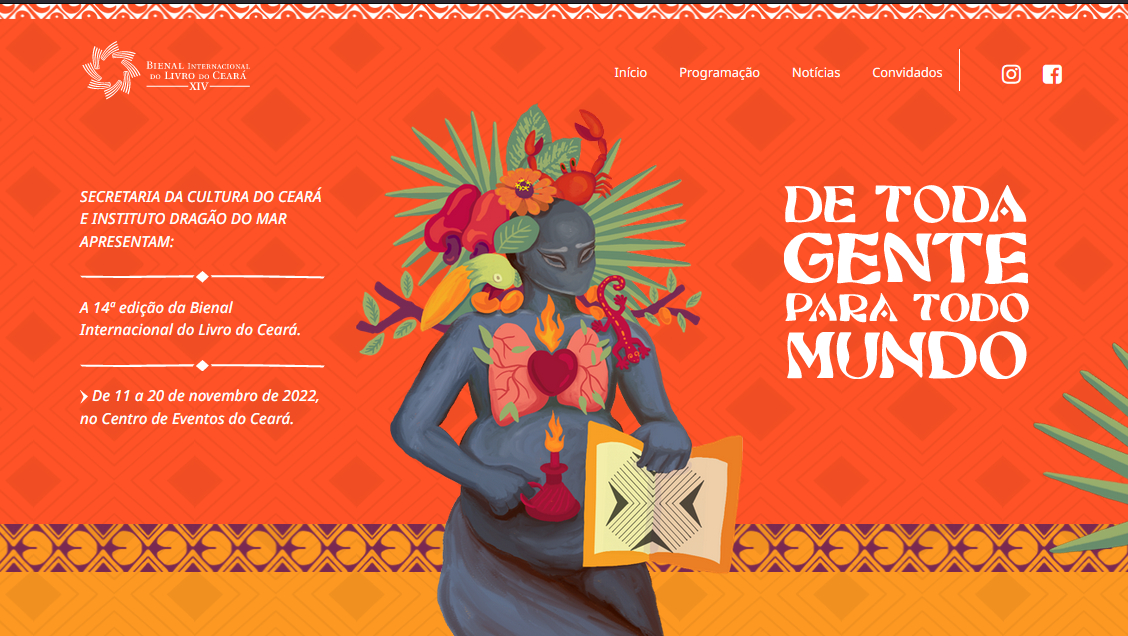 Bienal Internacional
do Livro do Ceará
XIV
Início Programação Notícias Convidados
SECRETARIA DA CULTURA DO CEARÁ
E INSTITUTO DRAGÃO DO MAR
APRESENTAM:
A 14ª edição da Bienal
Internacional do Livro do Ceará.
De 11 a 20 de novembro de 2022,
no Centro de Eventos do Ceará.
DE TODA
GENTE
PARA TODO
MUNDO